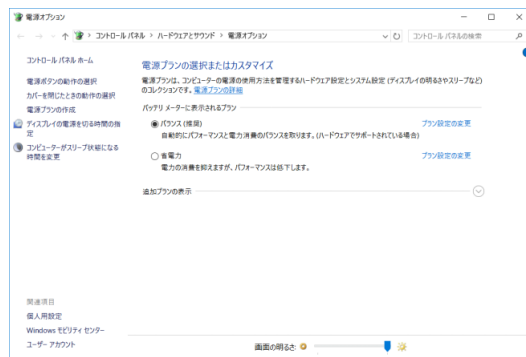 電源オプション
コントロール パネル > ハードウェアとサウンド > 電源オプション
コントロール パネルの検索
コントロール パネル ホーム
電源ボタンの動作の選択
カバーを閉じたときの動作の選択
電源プランの作成
ディスプレイの電源を切る時間の指
定
コンピューターがスリープ状態になる
時間を変更
電源プランの選択またはカスタマイズ
電源プランは、コンピューターの電源の使用方法を管理するハードウェア設定とシステム設定 (ディスプレイの明るさやスリープなど)
のコレクションです。電源プランの詳細
バッテリ メーターに表示されるプラン
バランス (推奨) プラン設定の変更
自動的にパフォーマンスと電力消費のバランスを取ります。(ハードウェアでサポートされている場合)
省電力 プラン設定の変更
電力の消費を抑えますが、パフォーマンスは低下します。
追加プランの表示
関連項目
個人用設定
Windows モビリティ センター
ユーザー アカウント
画面の明るさ: